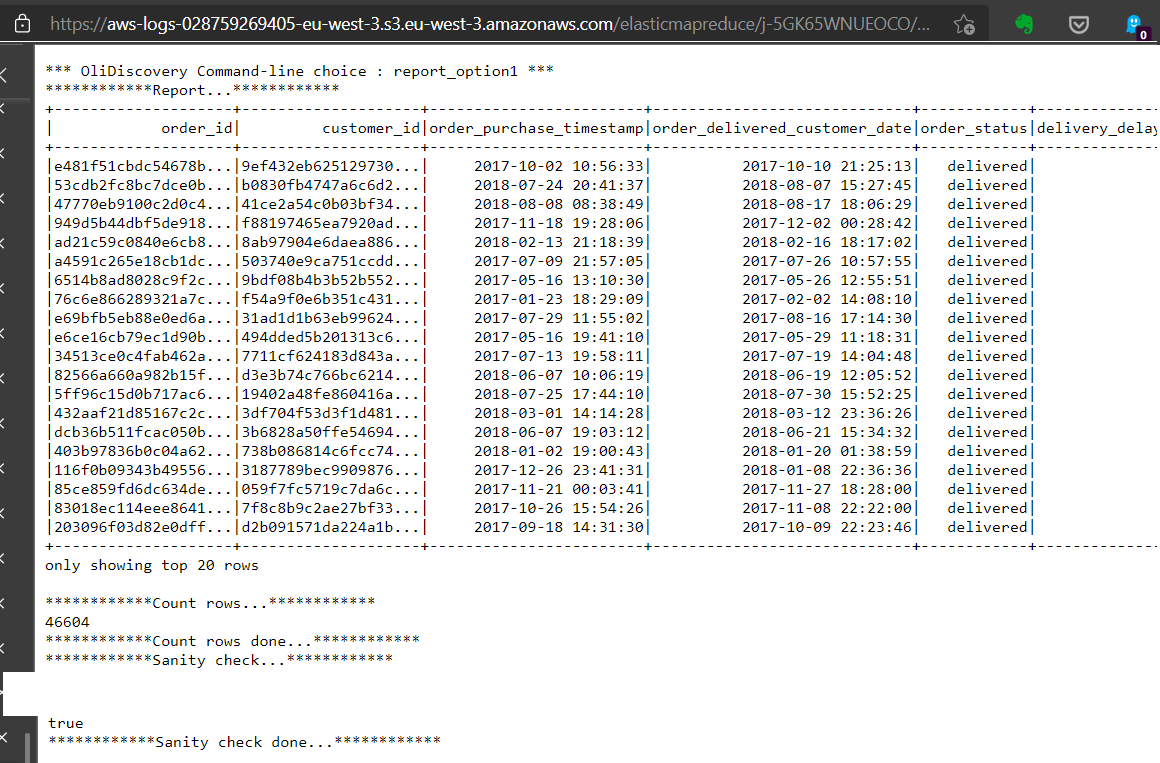 https://aws-logs-028759269405-eu-west-3.s3.eu-west-3.amazonaws.com/elasticmapreduce/j-5GK65WNUEOCO/...
0
*** OliDiscovery Command-line choice : report_option1 ***
************Report...************
+--------------------+--------------------+------------------------+-----------------------------+------------+--------------
|            order_id|         customer_id|order_purchase_timestamp|order_delivered_customer_date|order_status|delivery_delay
+--------------------+--------------------+------------------------+-----------------------------+------------+--------------
|e481f51cbdc54678b...|9ef432eb625129730...|     2017-10-02 10:56:33|          2017-10-10 21:25:13|   delivered|
|53cdb2fc8bc7dce0b...|b0830fb4747a6c6d2...|     2018-07-24 20:41:37|          2018-08-07 15:27:45|   delivered|
|47770eb9100c2d0c4...|41ce2a54c0b03bf34...|     2018-08-08 08:38:49|          2018-08-17 18:06:29|   delivered|
|949d5b44dbf5de918...|f88197465ea7920ad...|     2017-11-18 19:28:06|          2017-12-02 00:28:42|   delivered|
|ad21c59c0840e6cb8...|8ab97904e6daea886...|     2018-02-13 21:18:39|          2018-02-16 18:17:02|   delivered|
|a4591c265e18cb1dc...|503740e9ca751ccdd...|     2017-07-09 21:57:05|          2017-07-26 10:57:55|   delivered|
|6514b8ad8028c9f2c...|9bdf08b4b3b52b552...|     2017-05-16 13:10:30|          2017-05-26 12:55:51|   delivered|
|76c6e866289321a7c...|f54a9f0e6b351c431...|     2017-01-23 18:29:09|          2017-02-02 14:08:10|   delivered|
|e69bfb5eb88e0ed6a...|31ad1d1b63eb99624...|     2017-07-29 11:55:02|          2017-08-16 17:14:30|   delivered|
|e6ce16cb79ec1d90b...|494dded5b201313c6...|     2017-05-16 19:41:10|          2017-05-29 11:18:31|   delivered|
|34513ce0c4fab462a...|7711cf624183d843a...|     2017-07-13 19:58:11|          2017-07-19 14:04:48|   delivered|
|82566a660a982b15f...|d3e3b74c766bc6214...|     2018-06-07 10:06:19|          2018-06-19 12:05:52|   delivered|
|5ff96c15d0b717ac6...|19402a48fe860416a...|     2018-07-25 17:44:10|          2018-07-30 15:52:25|   delivered|
|432aaf21d85167c2c...|3df704f53d3f1d481...|     2018-03-01 14:14:28|          2018-03-12 23:36:26|   delivered|
|dcb36b511fcac050b...|3b6828a50ffe54694...|     2018-06-07 19:03:12|          2018-06-21 15:34:32|   delivered|
|403b97836b0c04a62...|738b086814c6fcc74...|     2018-01-02 19:00:43|          2018-01-20 01:38:59|   delivered|
|116f0b09343b49556...|3187789bec9909876...|     2017-12-26 23:41:31|          2018-01-08 22:36:36|   delivered|
|85ce859fd6dc634de...|059f7fc5719c7da6c...|     2017-11-21 00:03:41|          2017-11-27 18:28:00|   delivered|
|83018ec114eee8641...|7f8c8b9c2ae27bf33...|     2017-10-26 15:54:26|          2017-11-08 22:22:00|   delivered|
|203096f03d82e0dff...|d2b091571da224a1b...|     2017-09-18 14:31:30|          2017-10-09 22:23:46|   delivered|
+--------------------+--------------------+------------------------+-----------------------------+------------+--------------
only showing top 20 rows
************Count rows...************
46604
************Count rows done...************
************Sanity check...************
true
************Sanity check done...************